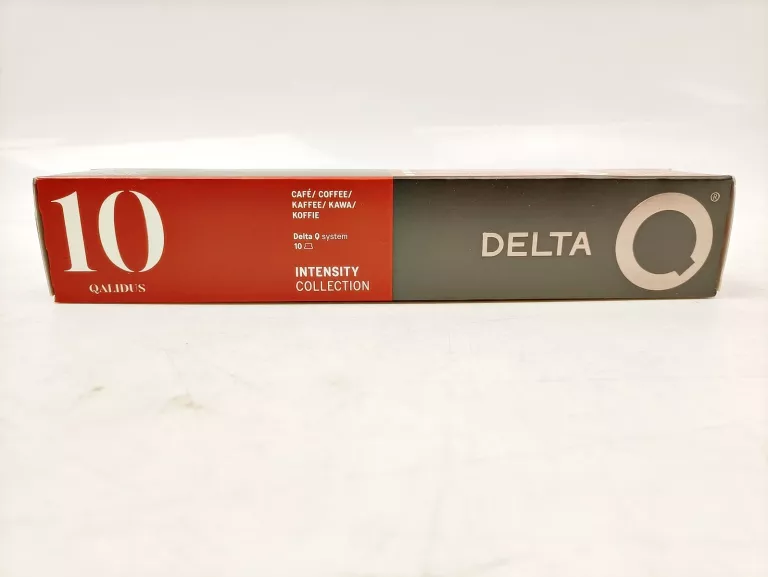 10
QALIDUS
CAFÉ/ COFFEE/
KAFFEE/ KAWA/
KOFFIE
Delta Q system
10
INTENSITY
COLLECTION
DELTA Q®